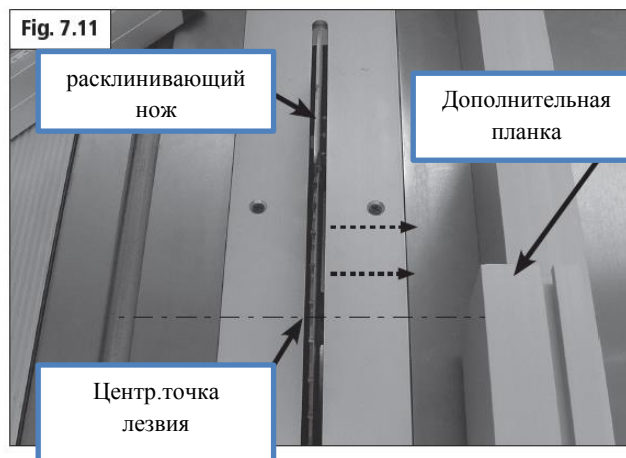 Fig. 7.11
расклинивающий
нож
Дополнительная
планка
Центр.точка
лезвия